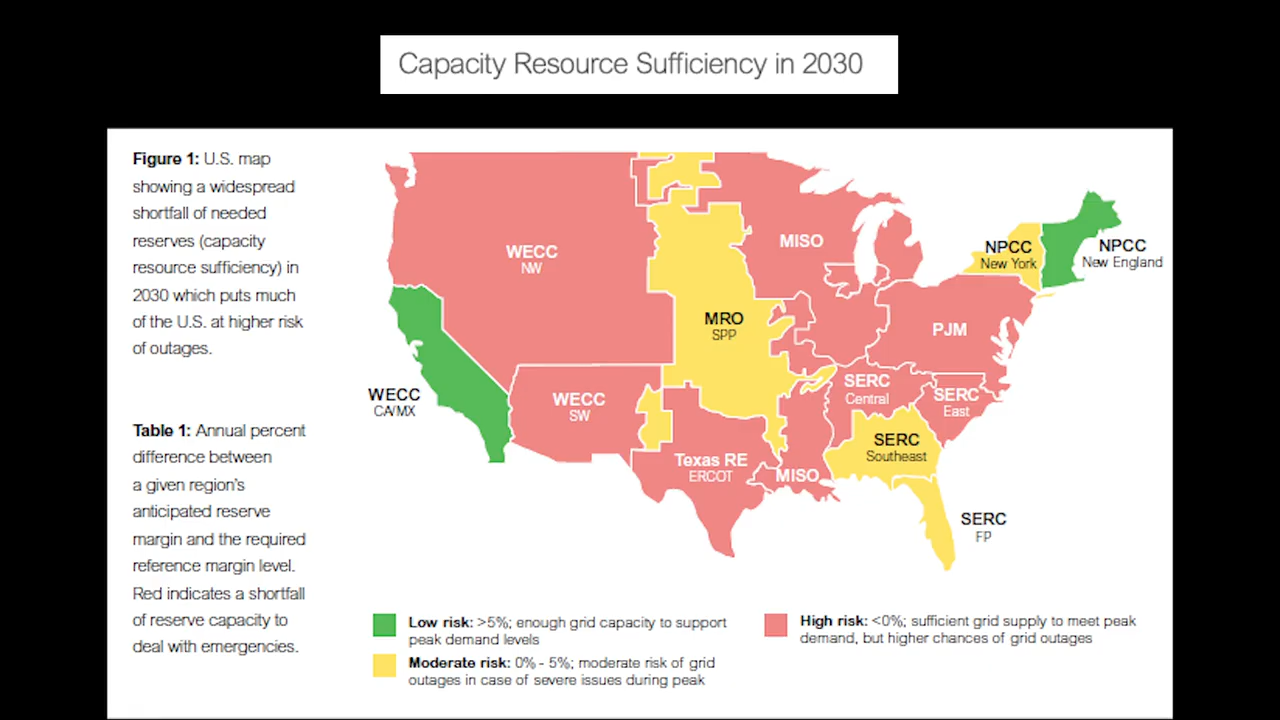 Capacity Resource Sufficiency in 2030
Figure 1: U.S. map
showing a widespread
shortfall of needed
reserves (capacity
resource sufficiency) in
2030 which puts much
of the U.S. at higher risk
of outages.
Table 1: Annual percent
difference between
a given region's
anticipated reserve
margin and the required
reference margin level.
Red indicates a shortfall
of reserve capacity to
deal with emergencies.
WECC
NW
MISO
NPCC
New York
NPCC
New England
MRO
SPP
PJM
WECC
CA/MX
WECC
SW
SERC
Central
SERC
East
SERC
Southeast
Texas RE
ERCOT
MISO
SERC
FP
Low risk: >5%; enough grid capacity to support
peak demand levels
Moderate risk: 0% - 5%; moderate risk of grid
outages in case of severe issues during peak
High risk: <0%; sufficient grid supply to meet peak
demand, but higher chances of grid outages